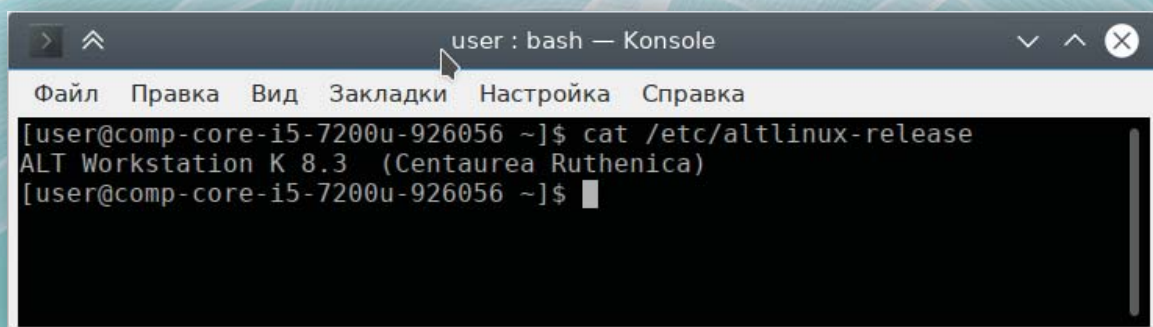 user : bash — Konsole
Файл Правка Вид Закладки Настройка Справка
[user@comp-core-i5-7200u-926056 ~]$ cat /etc/altlinux-release
ALT Workstation K 8.3  (Centaurea Ruthenica)
[user@comp-core-i5-7200u-926056 ~]$